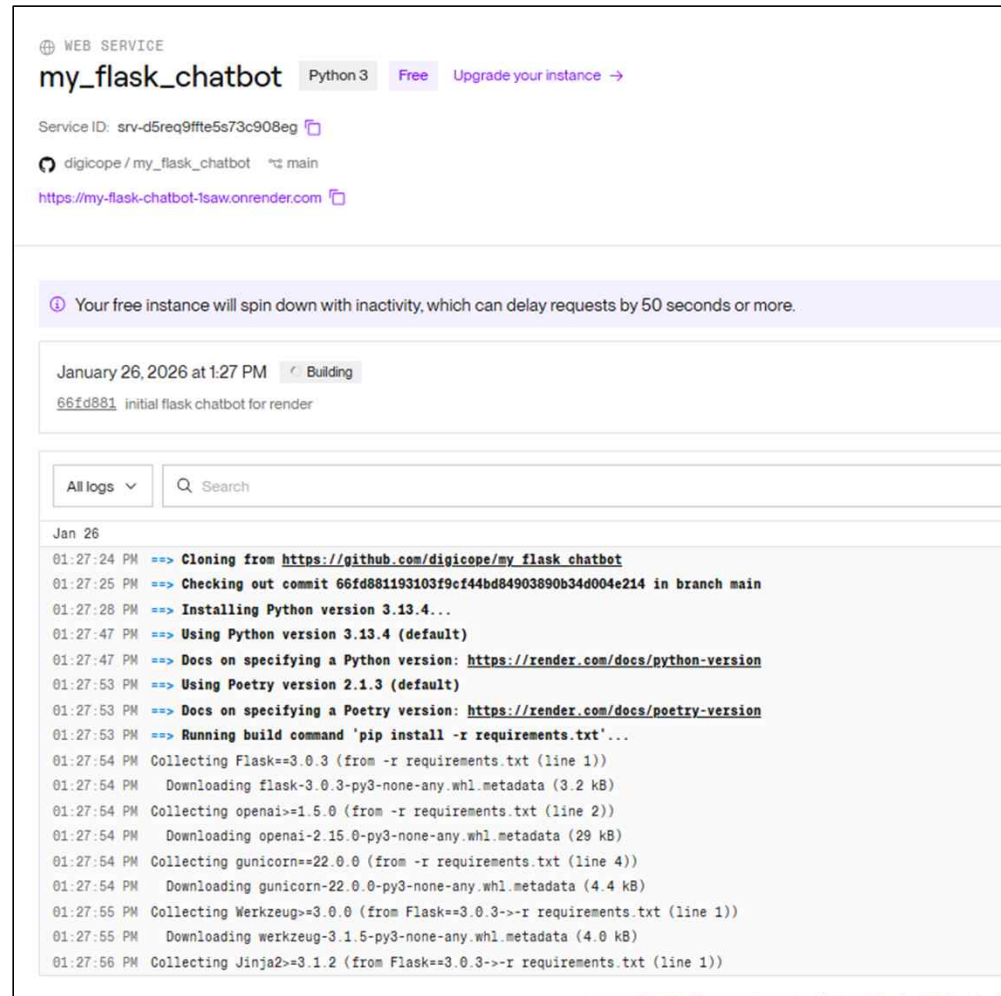 WEB SERVICE
my_flask_chatbot Python 3 Free Upgrade your instance →
Service ID: srv-d5req9ffte5s73c908eg
digicope / my_flask_chatbot main
https://my-flask-chatbot-1saw.onrender.com
Your free instance will spin down with inactivity, which can delay requests by 50 seconds or more.
January 26, 2026 at 1:27 PM Building
66fd881 initial flask chatbot for render
All logs Search
Jan 26
01:27:24 PM ==> Cloning from https://github.com/digicope/my_flask_chatbot
01:27:25 PM ==> Checking out commit 66fd881193103f9cf44bd84903890b34d004e214 in branch main
01:27:28 PM ==> Installing Python version 3.13.4...
01:27:47 PM ==> Using Python version 3.13.4 (default)
01:27:47 PM ==> Docs on specifying a Python version: https://render.com/docs/python-version
01:27:53 PM ==> Using Poetry version 2.1.3 (default)
01:27:53 PM ==> Docs on specifying a Poetry version: https://render.com/docs/poetry-version
01:27:53 PM ==> Running build command 'pip install -r requirements.txt'...
01:27:54 PM Collecting Flask==3.0.3 (from -r requirements.txt (line 1))
01:27:54 PM Downloading flask-3.0.3-py3-none-any.whl.metadata (3.2 kB)
01:27:54 PM Collecting openai>=1.5.0 (from -r requirements.txt (line 2))
01:27:54 PM Downloading openai-2.15.0-py3-none-any.whl.metadata (29 kB)
01:27:54 PM Collecting gunicorn==22.0.0 (from -r requirements.txt (line 4))
01:27:54 PM Downloading gunicorn-22.0.0-py3-none-any.whl.metadata (4.4 kB)
01:27:55 PM Collecting Werkzeug>=3.0.0 (from Flask==3.0.3->-r requirements.txt (line 1))
01:27:55 PM Downloading werkzeug-3.1.5-py3-none-any.whl.metadata (4.0 kB)
01:27:56 PM Collecting Jinja2>=3.1.2 (from Flask==3.0.3->-r requirements.txt (line 1))